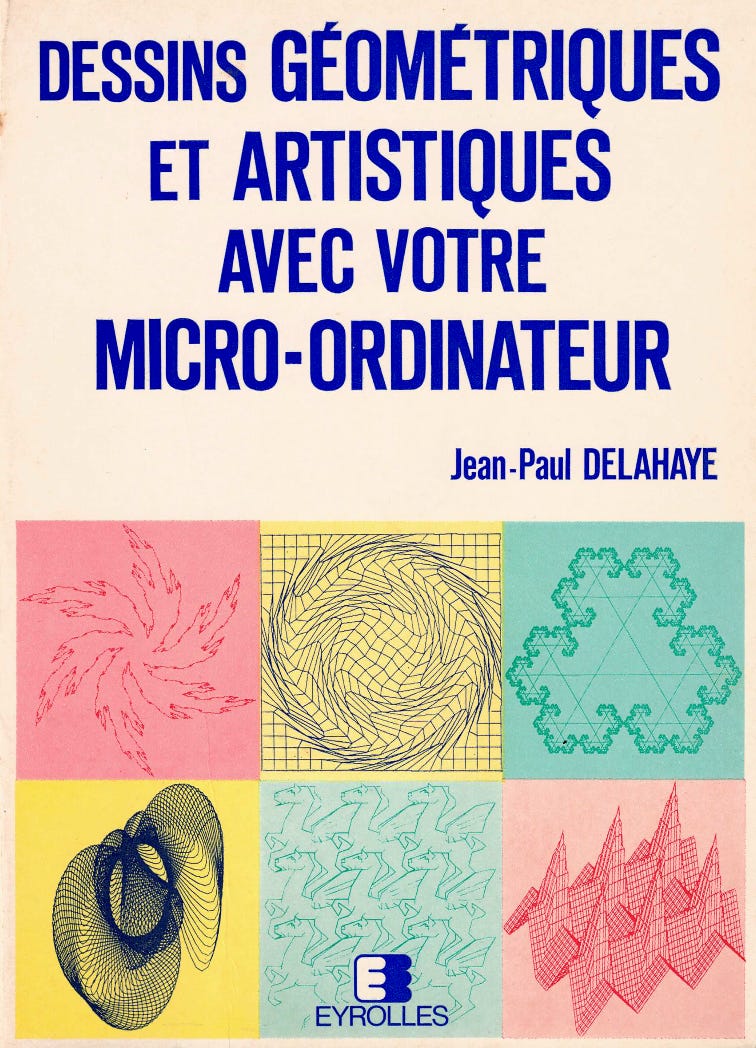 DESSINS GÉOMÉTRIQUES
ET ARTISTIQUES
AVEC VOTRE
MICRO-ORDINATEUR
Jean-Paul DELAHAYE
EYROLLES